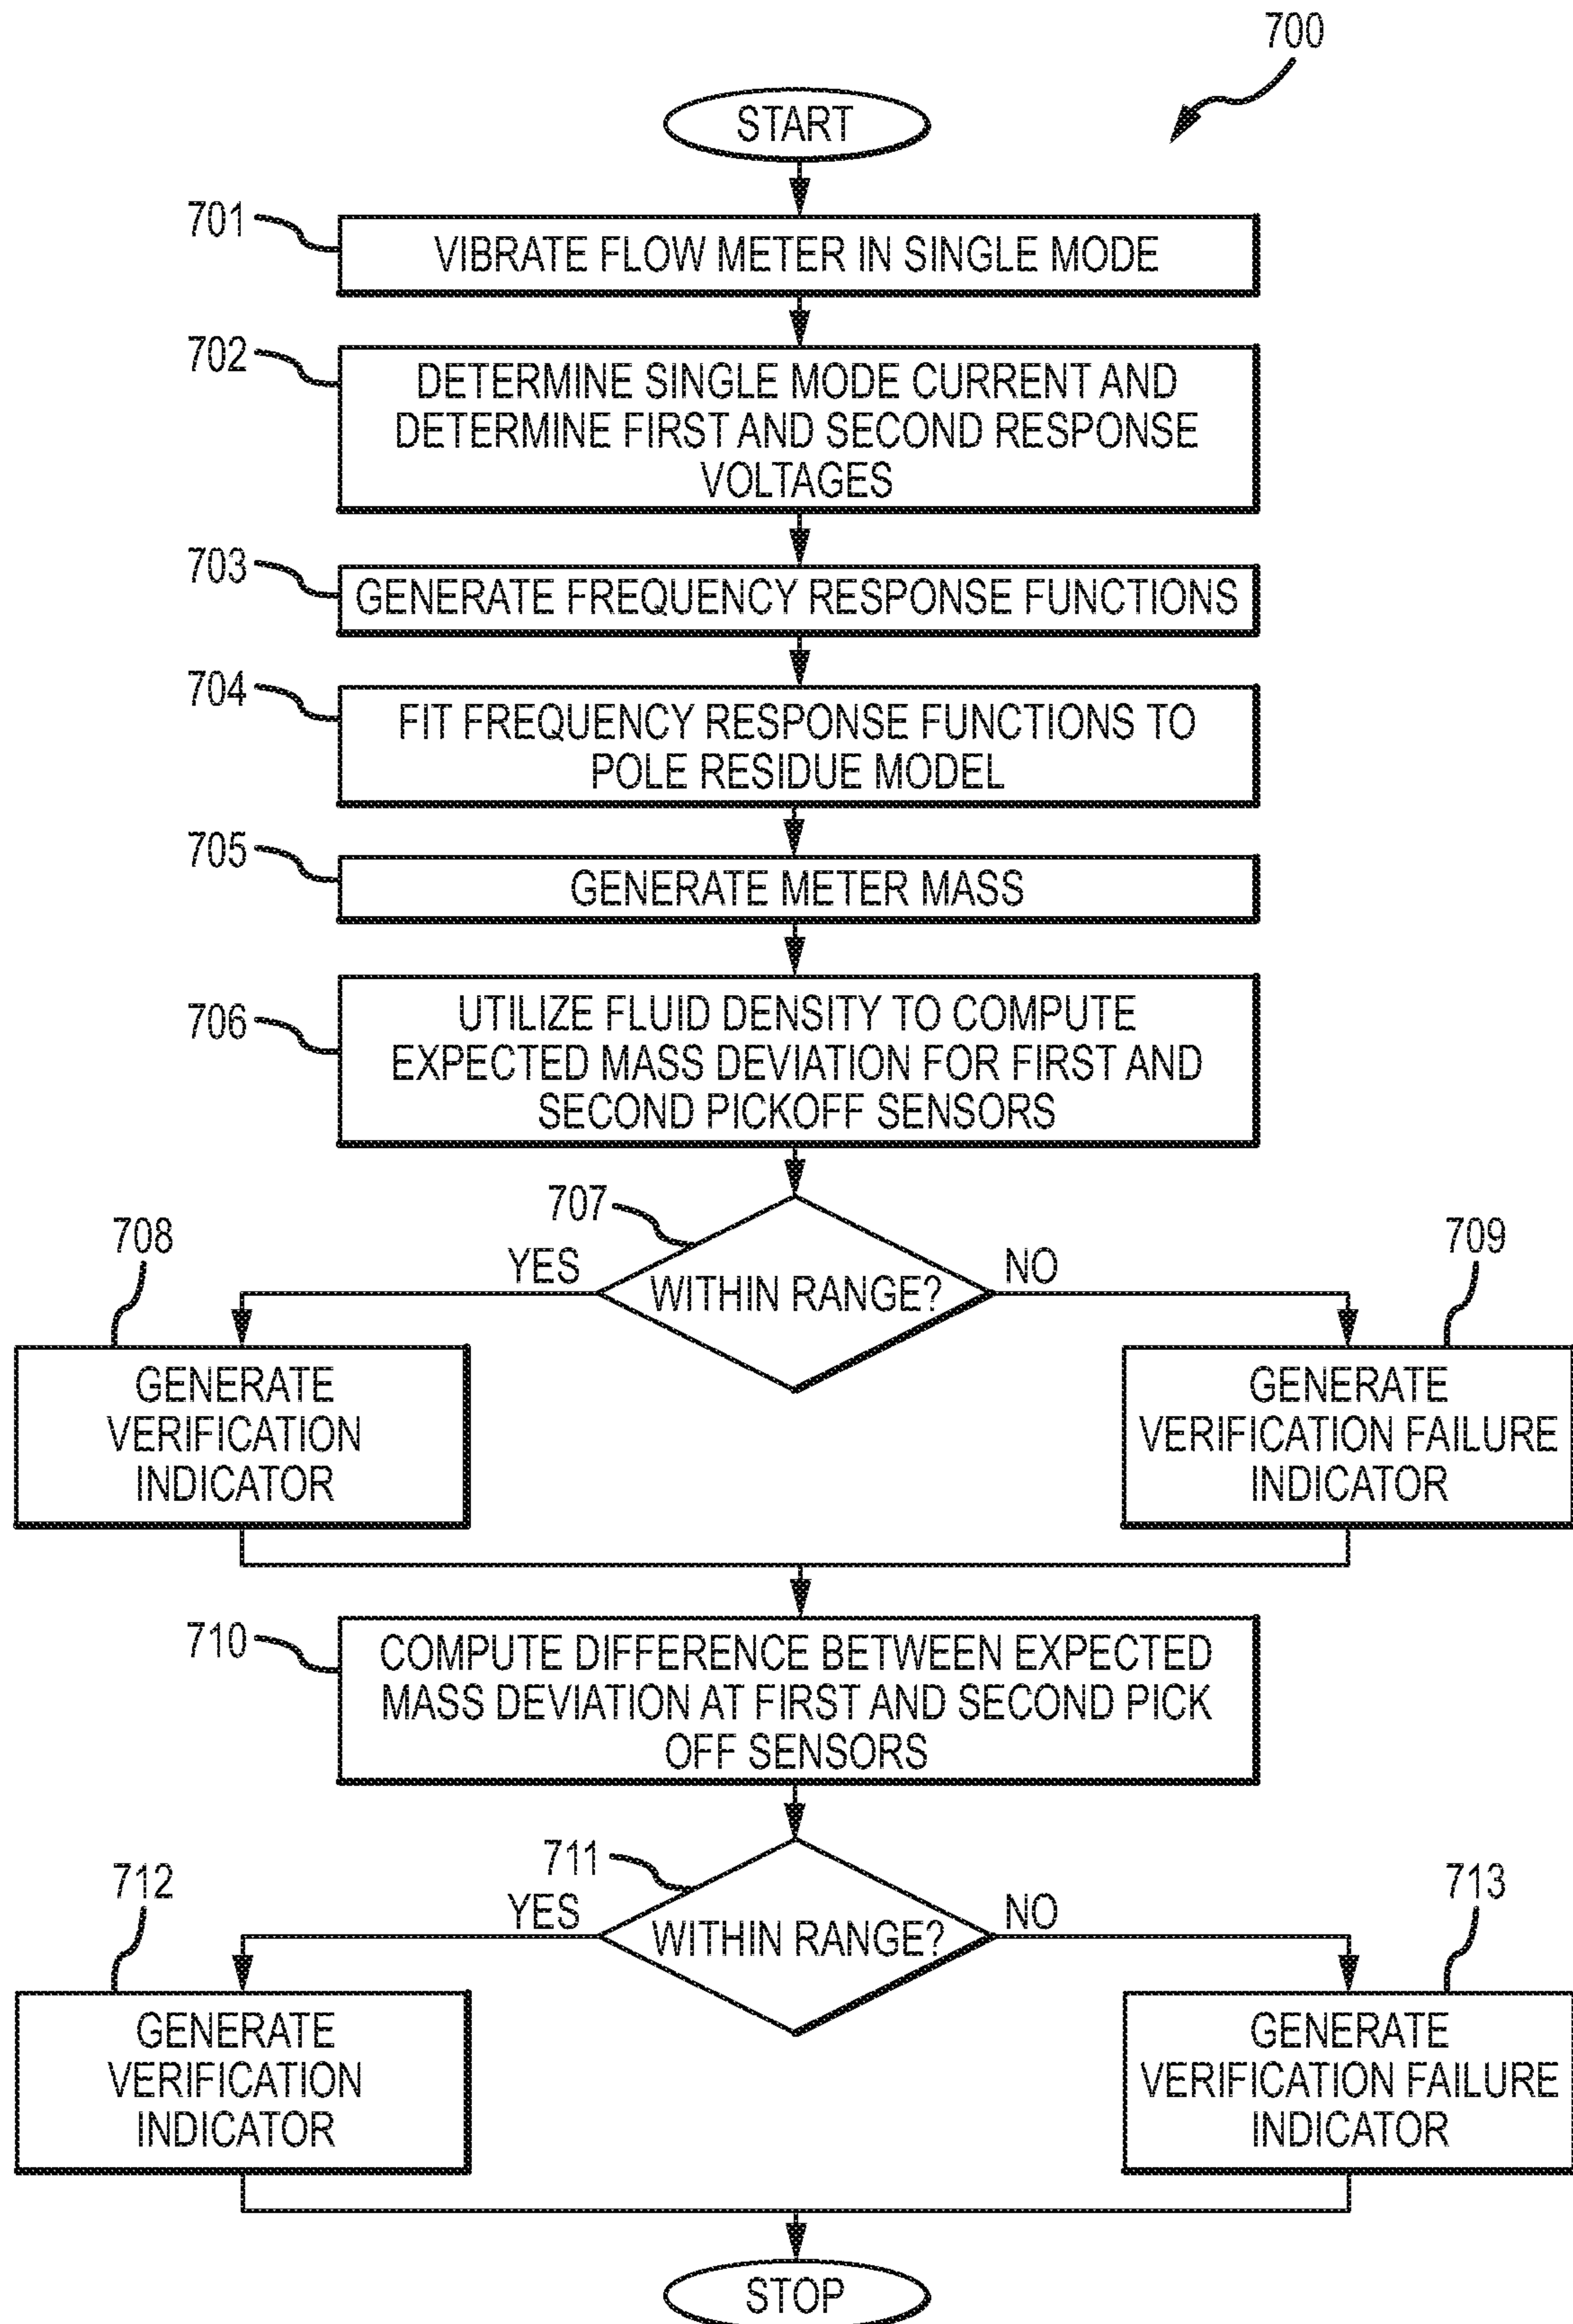 700
START
701
VIBRATE FLOW METER IN SINGLE MODE
702
DETERMINE SINGLE MODE CURRENT AND
DETERMINE FIRST AND SECOND RESPONSE
VOLTAGES
703
GENERATE FREQUENCY RESPONSE FUNCTIONS
704
FIT FREQUENCY RESPONSE FUNCTIONS TO
POLE RESIDUE MODEL
705
GENERATE METER MASS
706
UTILIZE FLUID DENSITY TO COMPUTE
EXPECTED MASS DEVIATION FOR FIRST AND
SECOND PICKOFF SENSORS
707
WITHIN RANGE?
YES
NO
708
GENERATE
VERIFICATION
INDICATOR
709
GENERATE
VERIFICATION FAILURE
INDICATOR
710
COMPUTE DIFFERENCE BETWEEN EXPECTED
MASS DEVIATION AT FIRST AND SECOND PICK
OFF SENSORS
711
WITHIN RANGE?
YES
NO
712
GENERATE
VERIFICATION
INDICATOR
713
GENERATE
VERIFICATION FAILURE
INDICATOR
STOP